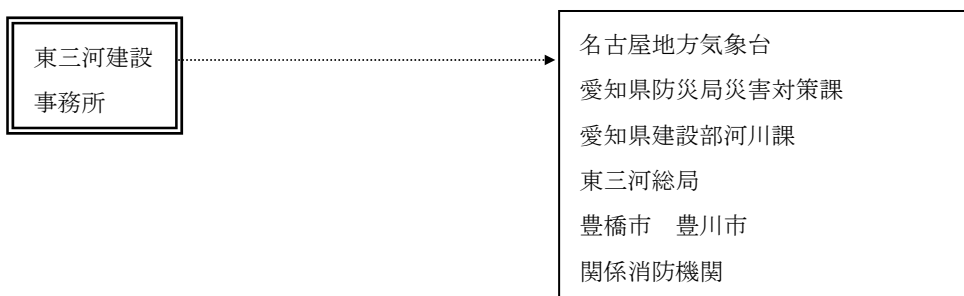 東三河建設
事務所
名古屋地方気象台
愛知県防災局災害対策課
愛知県建設部河川課
東三河総局
豊橋市　豊川市
関係消防機関